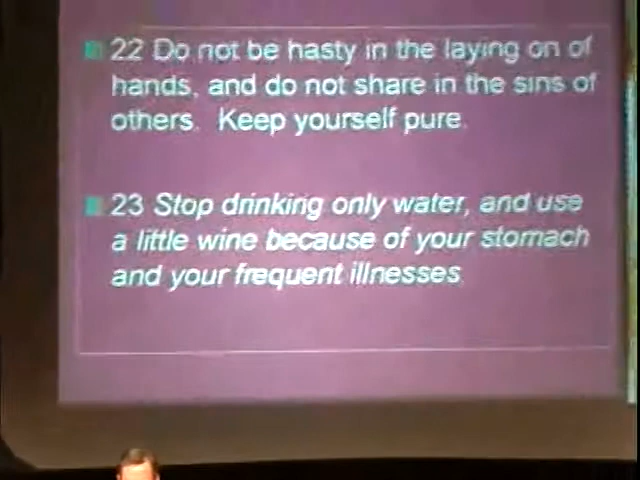 22 Do not be hasty in the laying on of
hands, and do not share in the sins of
others. Keep yourself pure.
23 Stop drinking only water, and use
a little wine because of your stomach
and your frequent illnesses